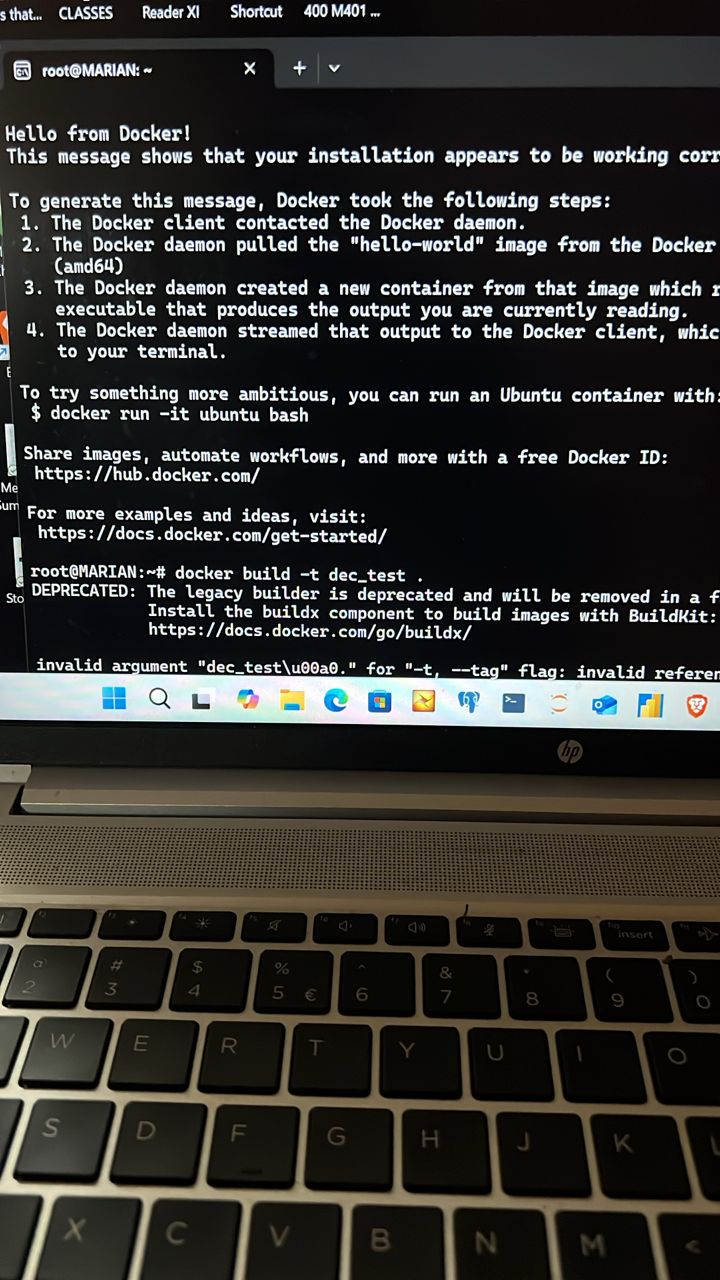 s that... CLASSES Reader XI Shortcut 400 M401 ...
root@MARIAN: ~
Hello from Docker!
This message shows that your installation appears to be working corr
To generate this message, Docker took the following steps:
1. The Docker client contacted the Docker daemon.
2. The Docker daemon pulled the "hello-world" image from the Docker
(amd64)
3. The Docker daemon created a new container from that image which r
executable that produces the output you are currently reading.
4. The Docker daemon streamed that output to the Docker client, whic
to your terminal.
To try something more ambitious, you can run an Ubuntu container with:
$ docker run -it ubuntu bash
Share images, automate workflows, and more with a free Docker ID:
https://hub.docker.com/
Me
Sum
For more examples and ideas, visit:
https://docs.docker.com/get-started/
root@MARIAN:~# docker build -t dec_test .
Sto
DEPRECATED: The legacy builder is deprecated and will be removed in a f
Install the buildx component to build images with BuildKit:
https://docs.docker.com/go/buildx/
invalid argument "dec_test\u00a0." for "-t, --tag" flag: invalid referen
hp
insert
@ # $ % ^ & * ( )
2 3 4 5 € 6 7 8 9 0
W E R T Y U I O
S D F G H J K L
X C V B N M <